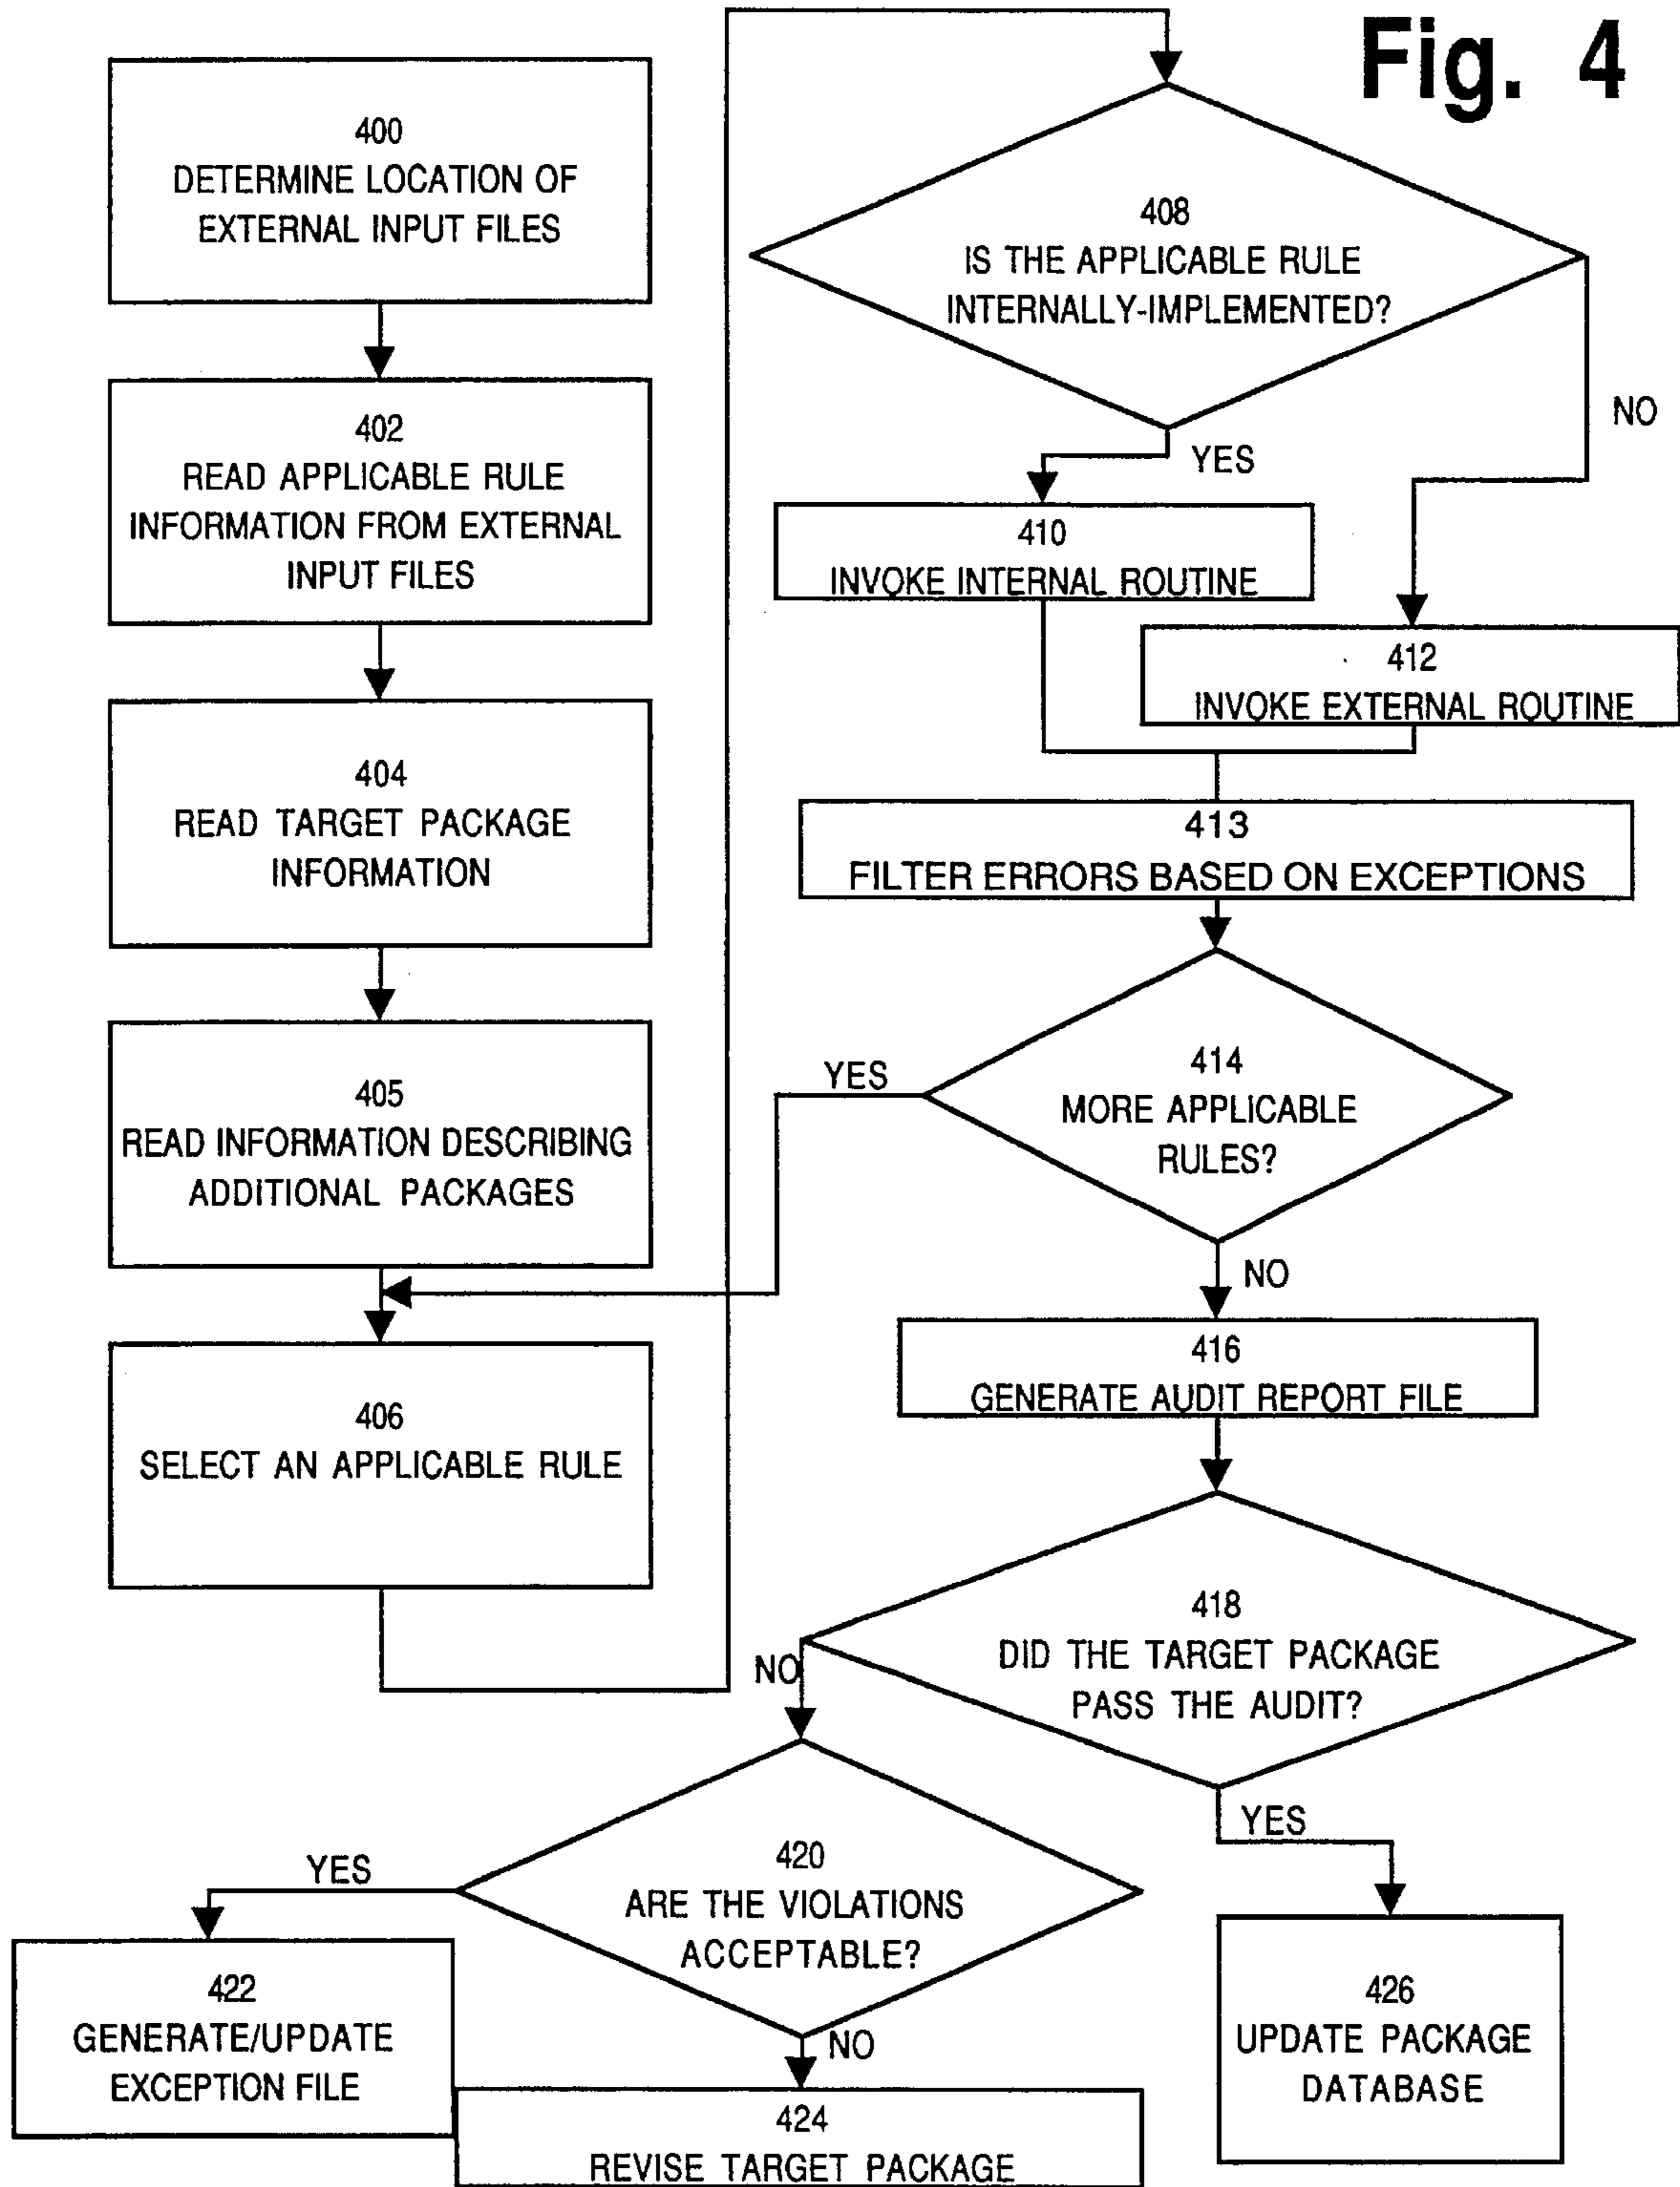 Fig. 4
400
DETERMINE LOCATION OF
EXTERNAL INPUT FILES
402
READ APPLICABLE RULE
INFORMATION FROM EXTERNAL
INPUT FILES
404
READ TARGET PACKAGE
INFORMATION
405
READ INFORMATION DESCRIBING
ADDITIONAL PACKAGES
406
SELECT AN APPLICABLE RULE
408
IS THE APPLICABLE RULE
INTERNALLY-IMPLEMENTED?
YES
NO
410
INVOKE INTERNAL ROUTINE
412
INVOKE EXTERNAL ROUTINE
413
FILTER ERRORS BASED ON EXCEPTIONS
414
MORE APPLICABLE
RULES?
YES
NO
416
GENERATE AUDIT REPORT FILE
418
DID THE TARGET PACKAGE
PASS THE AUDIT?
NO
YES
420
ARE THE VIOLATIONS
ACCEPTABLE?
YES
NO
422
GENERATE/UPDATE
EXCEPTION FILE
424
REVISE TARGET PACKAGE
426
UPDATE PACKAGE
DATABASE